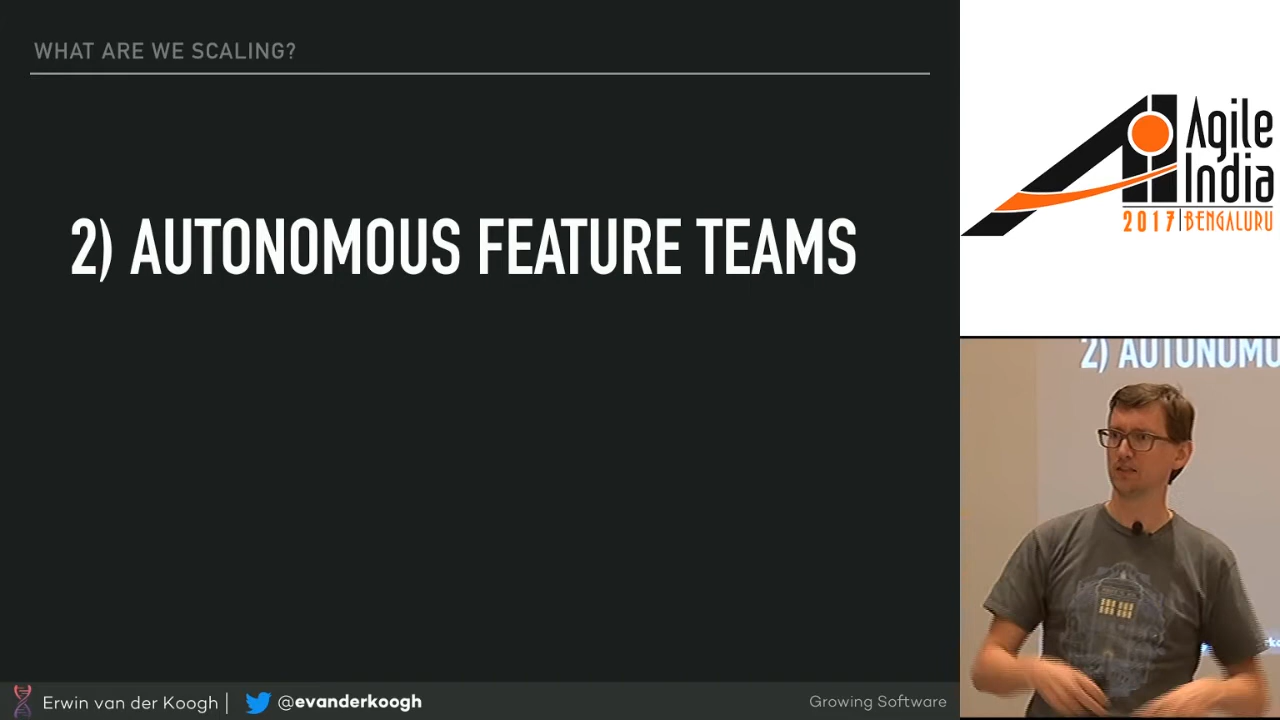 WHAT ARE WE SCALING?
2) AUTONOMOUS FEATURE TEAMS
Erwin van der Koogh |
@evanderkoogh
Growing Software
Agile
India
2017 | BENGALURU
2) AUTONOMO